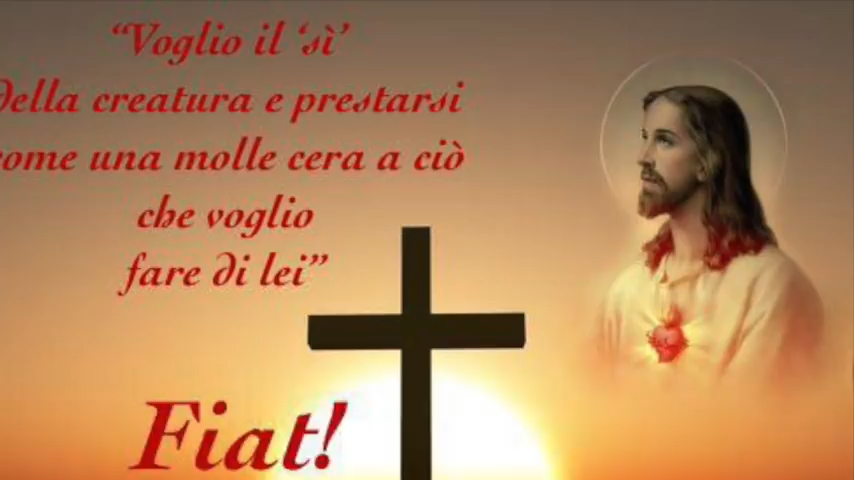 “Voglio il ‘sì’
della creatura e prestarsi
come una molle cera a ciò
che voglio
fare di lei”
Fiat!